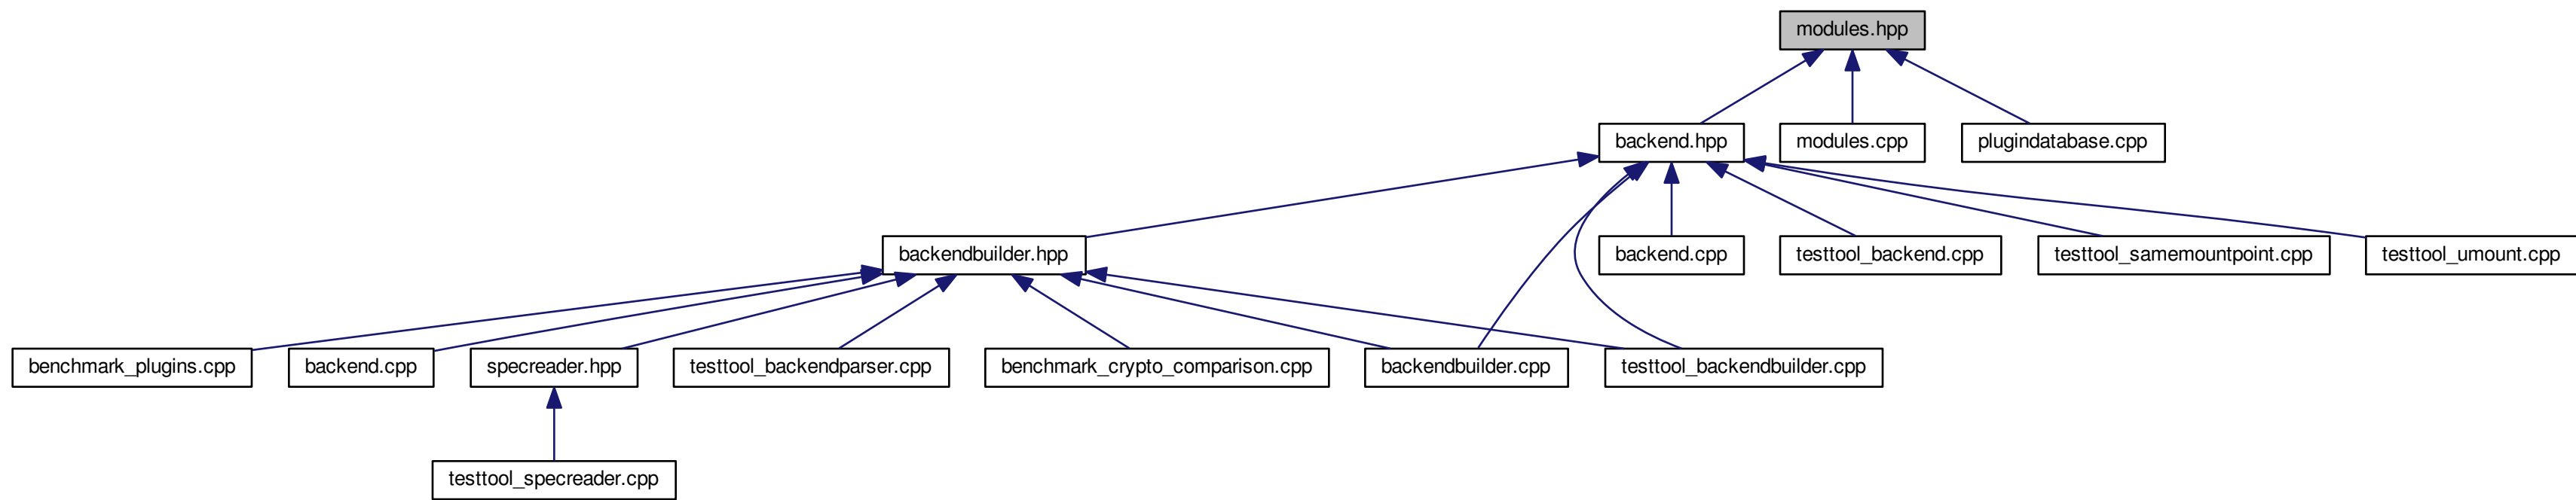 modules.hpp
backend.hpp
modules.cpp
plugindatabase.cpp
backendbuilder.hpp
backend.cpp
testtool_backend.cpp
testtool_samemountpoint.cpp
testtool_umount.cpp
benchmark_plugins.cpp
backend.cpp
specreader.hpp
testtool_backendparser.cpp
benchmark_crypto_comparison.cpp
backendbuilder.cpp
testtool_backendbuilder.cpp
testtool_specreader.cpp